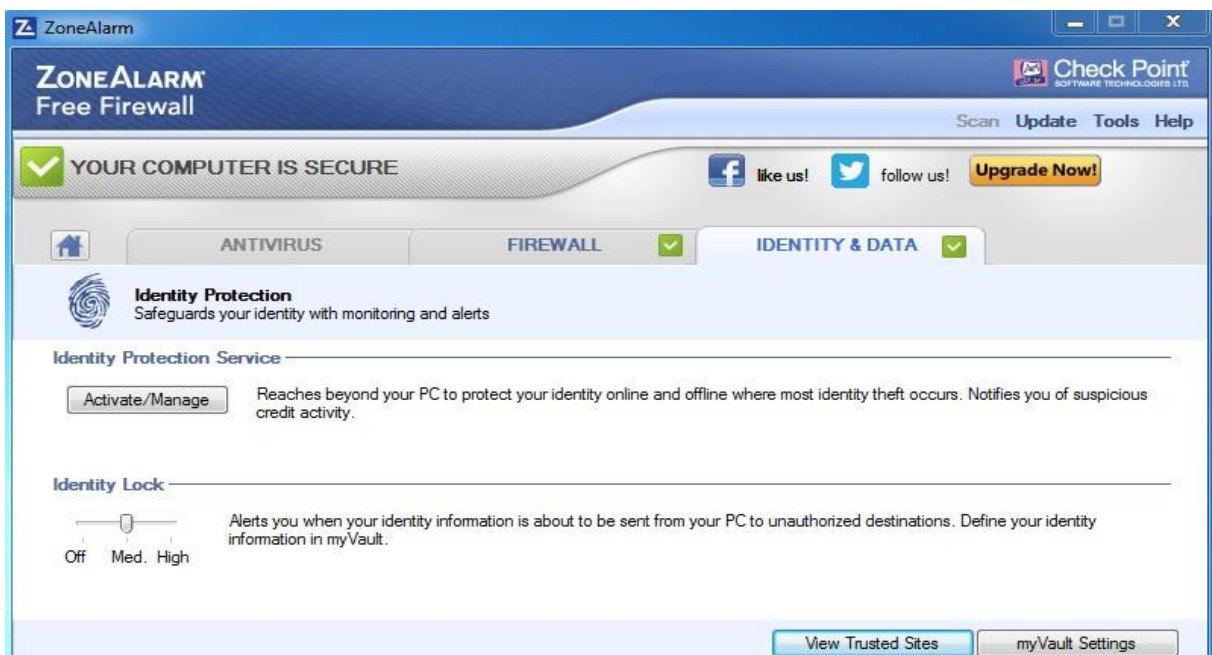 ZoneAlarm
ZONEALARM
Free Firewall
Check Point
SOFTWARE TECHNOLOGIES LTD.
Scan Update Tools Help
YOUR COMPUTER IS SECURE
like us! follow us! Upgrade Now!
ANTIVIRUS FIREWALL IDENTITY & DATA
Identity Protection
Safeguards your identity with monitoring and alerts
Identity Protection Service
Activate/Manage
Reaches beyond your PC to protect your identity online and offline where most identity theft occurs. Notifies you of suspicious
credit activity.
Identity Lock
Alerts you when your identity information is about to be sent from your PC to unauthorized destinations. Define your identity
information in myVault.
Off Med. High
View Trusted Sites myVault Settings